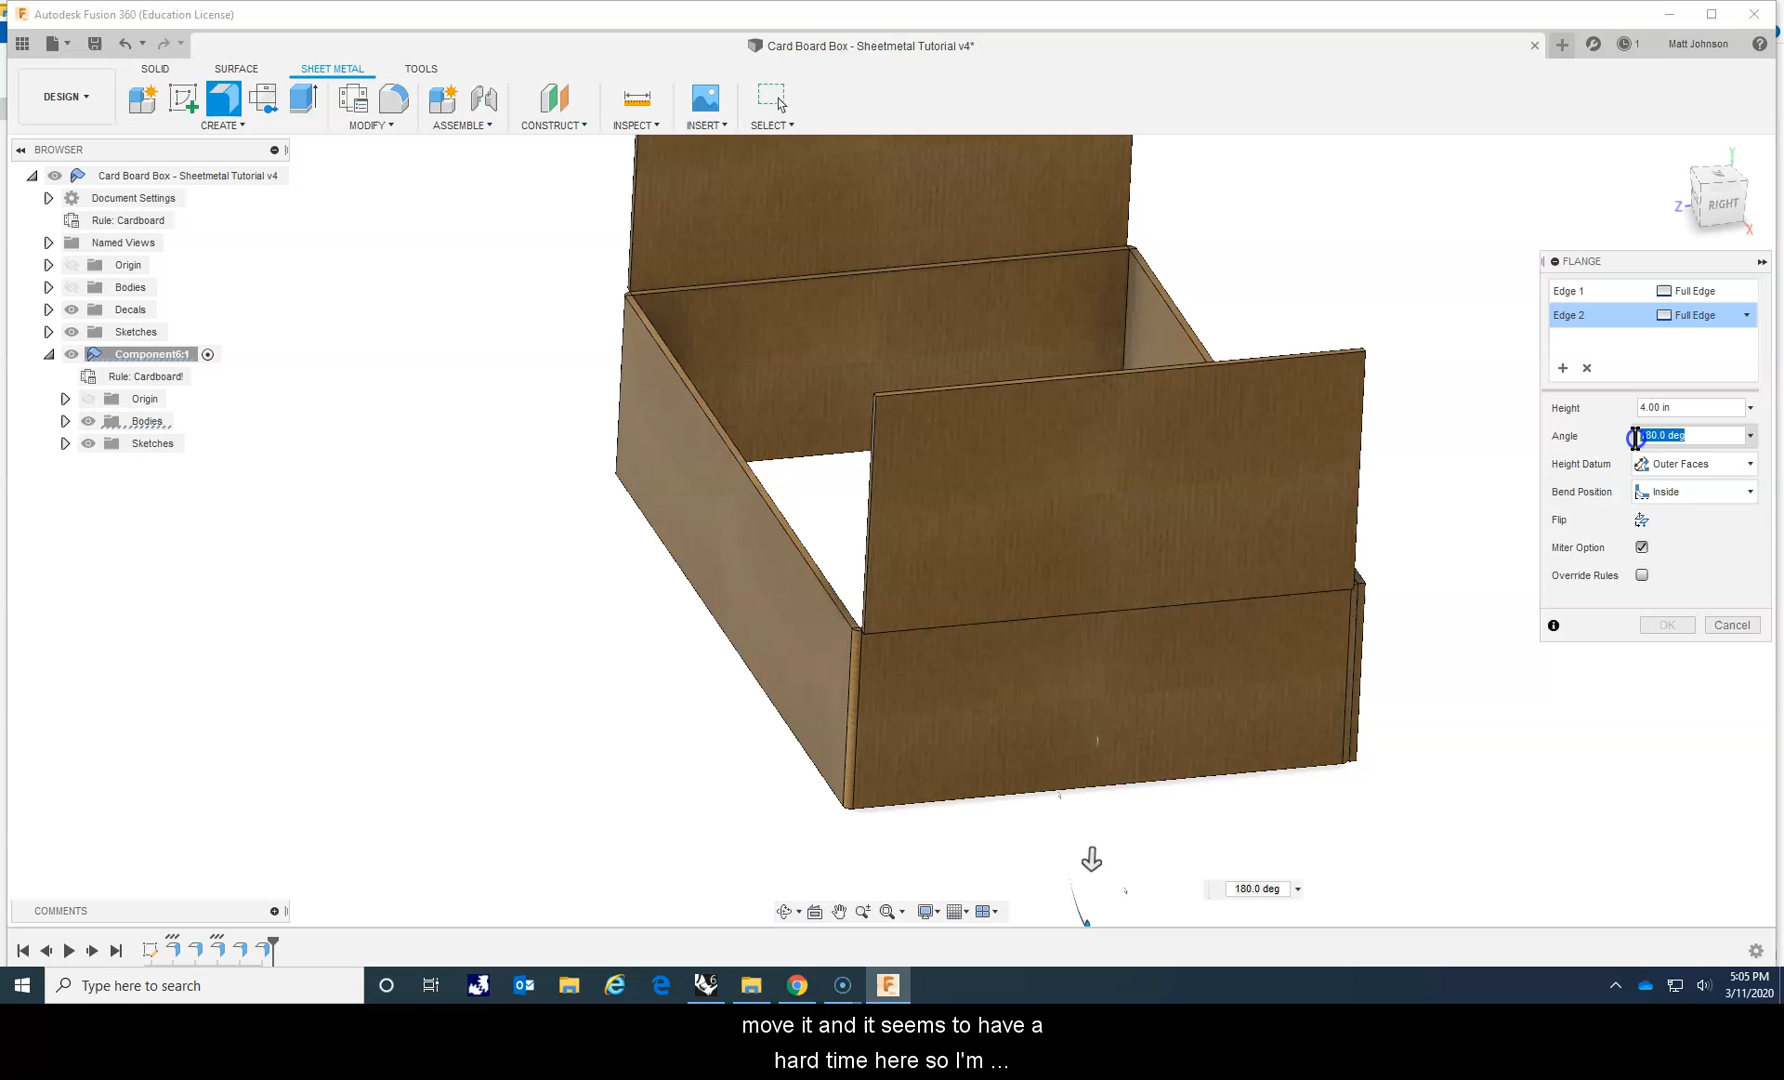 Autodesk Fusion 360 (Education License)
Card Board Box - Sheetmetal Tutorial v4*
1
Matt Johnson
SOLID
SURFACE
SHEET METAL
TOOLS
DESIGN
CREATE
MODIFY
ASSEMBLE
CONSTRUCT
INSPECT
INSERT
SELECT
BROWSER
Card Board Box - Sheetmetal Tutorial v4
Document Settings
Rule: Cardboard
Named Views
Origin
Bodies
Decals
Sketches
Component6:1
Rule: Cardboard!
Origin
Bodies
Sketches
Y
Z
RIGHT
X
FLANGE
Edge 1 Full Edge
Edge 2 Full Edge
Height 4.00 in
Angle 180.0 deg
Height Datum Outer Faces
Bend Position Inside
Flip
Miter Option
Override Rules
OK Cancel
180.0 deg
COMMENTS
Type here to search
5:05 PM
3/11/2020
move it and it seems to have a
hard time here so I'm ...